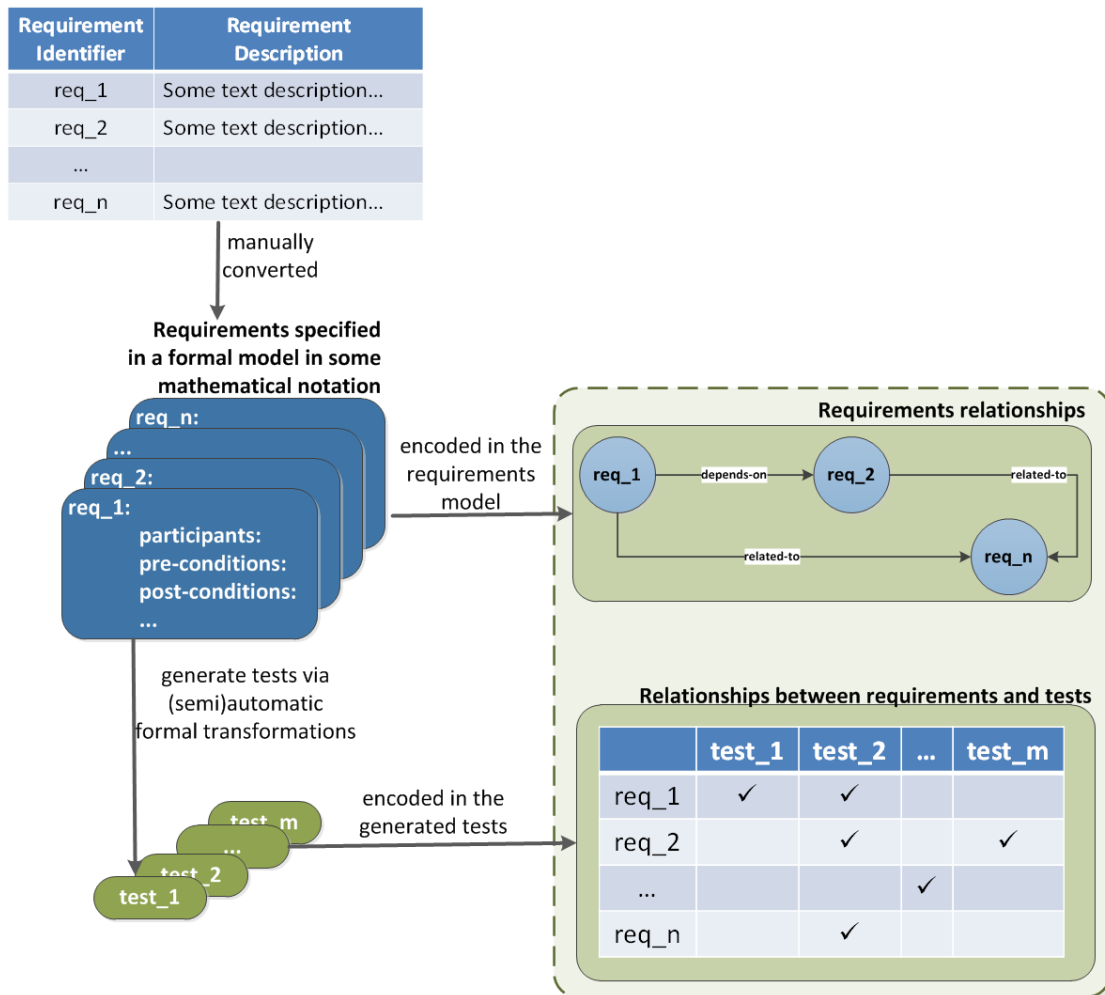 Requirement Identifier
Requirement Description
req_1
Some text description...
req_2
Some text description...
...
req_n
Some text description...
manually
converted
Requirements specified
in a formal model in some
mathematical notation
req_n:
...
req_2:
req_1:
participants:
pre-conditions:
post-conditions:
...
encoded in the
requirements
model
Requirements relationships
req_1
depends-on
req_2
related-to
related-to
req_n
generate tests via
(semi)automatic
formal transformations
test_m
...
test_2
test_1
encoded in the
generated tests
Relationships between requirements and tests
test_1 test_2 ... test_m
req_1 ✓ ✓
req_2 ✓ ✓
... ✓
req_n ✓